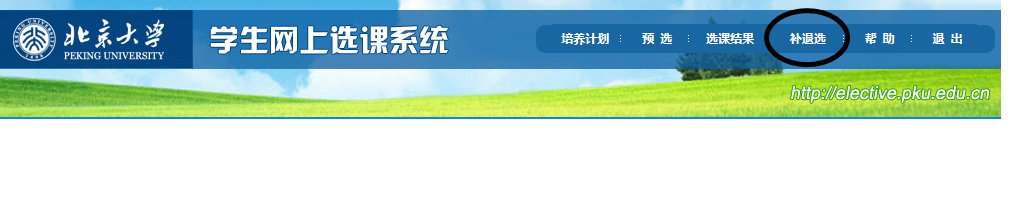 北京大学
PEKING UNIVERSITY
学生网上选课系统
培养计划 预 选 选课结果 补退选 帮 助 退 出
http://elective.pku.edu.cn